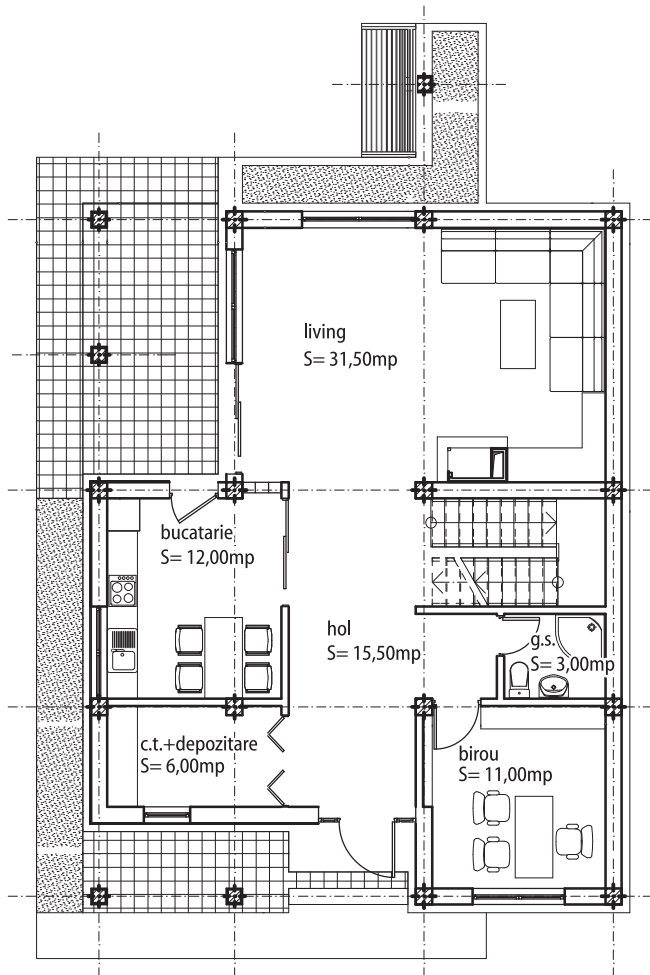 living
S= 31,50mp
bucatarie
S= 12,00mp
hol
S= 15,50mp
g.s.
S= 3,00mp
c.t.+depozitare
S= 6,00mp
birou
S= 11,00mp